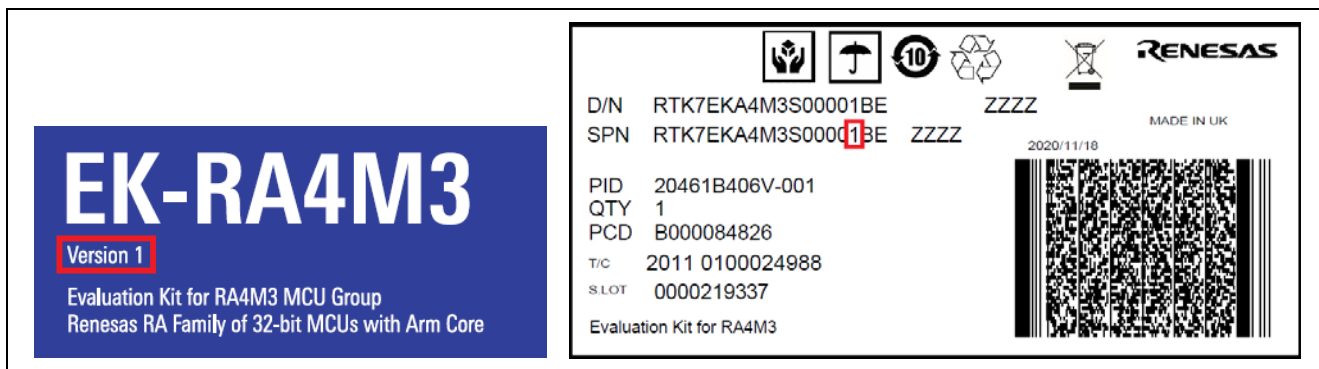 EK-RA4M3
Version 1
Evaluation Kit for RA4M3 MCU Group
Renesas RA Family of 32-bit MCUs with Arm Core
10
RENESAS
D/N RTK7EKA4M3S00001BE ZZZZ
MADE IN UK
SPN RTK7EKA4M3S00001BE ZZZZ
2020/11/18
PID 20461B406V-001
QTY 1
PCD B000084826
T/C 2011 0100024988
S.LOT 0000219337
Evaluation Kit for RA4M3